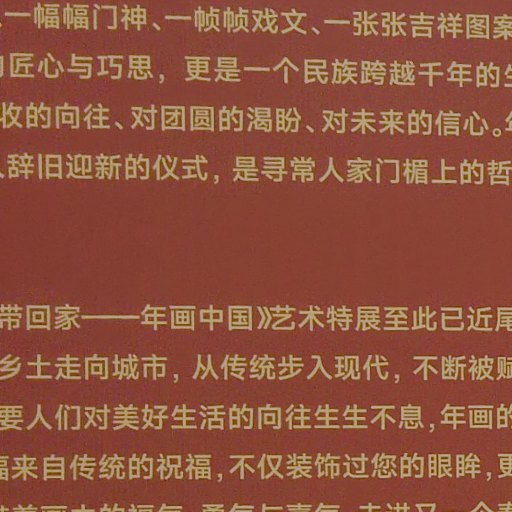 一幅幅门神、一帧帧戏文、一张张吉祥图案
匠心与巧思，更是一个民族跨越千年的生
收的向往、对团圆的渴盼、对未来的信心。年
辞旧迎新的仪式，是寻常人家门楣上的哲
带回家——年画中国》艺术特展至此已近尾
乡土走向城市，从传统步入现代，不断被赋
要人们对美好生活的向往生生不息，年画的
福来自传统的祝福，不仅装饰过您的眼眸，更